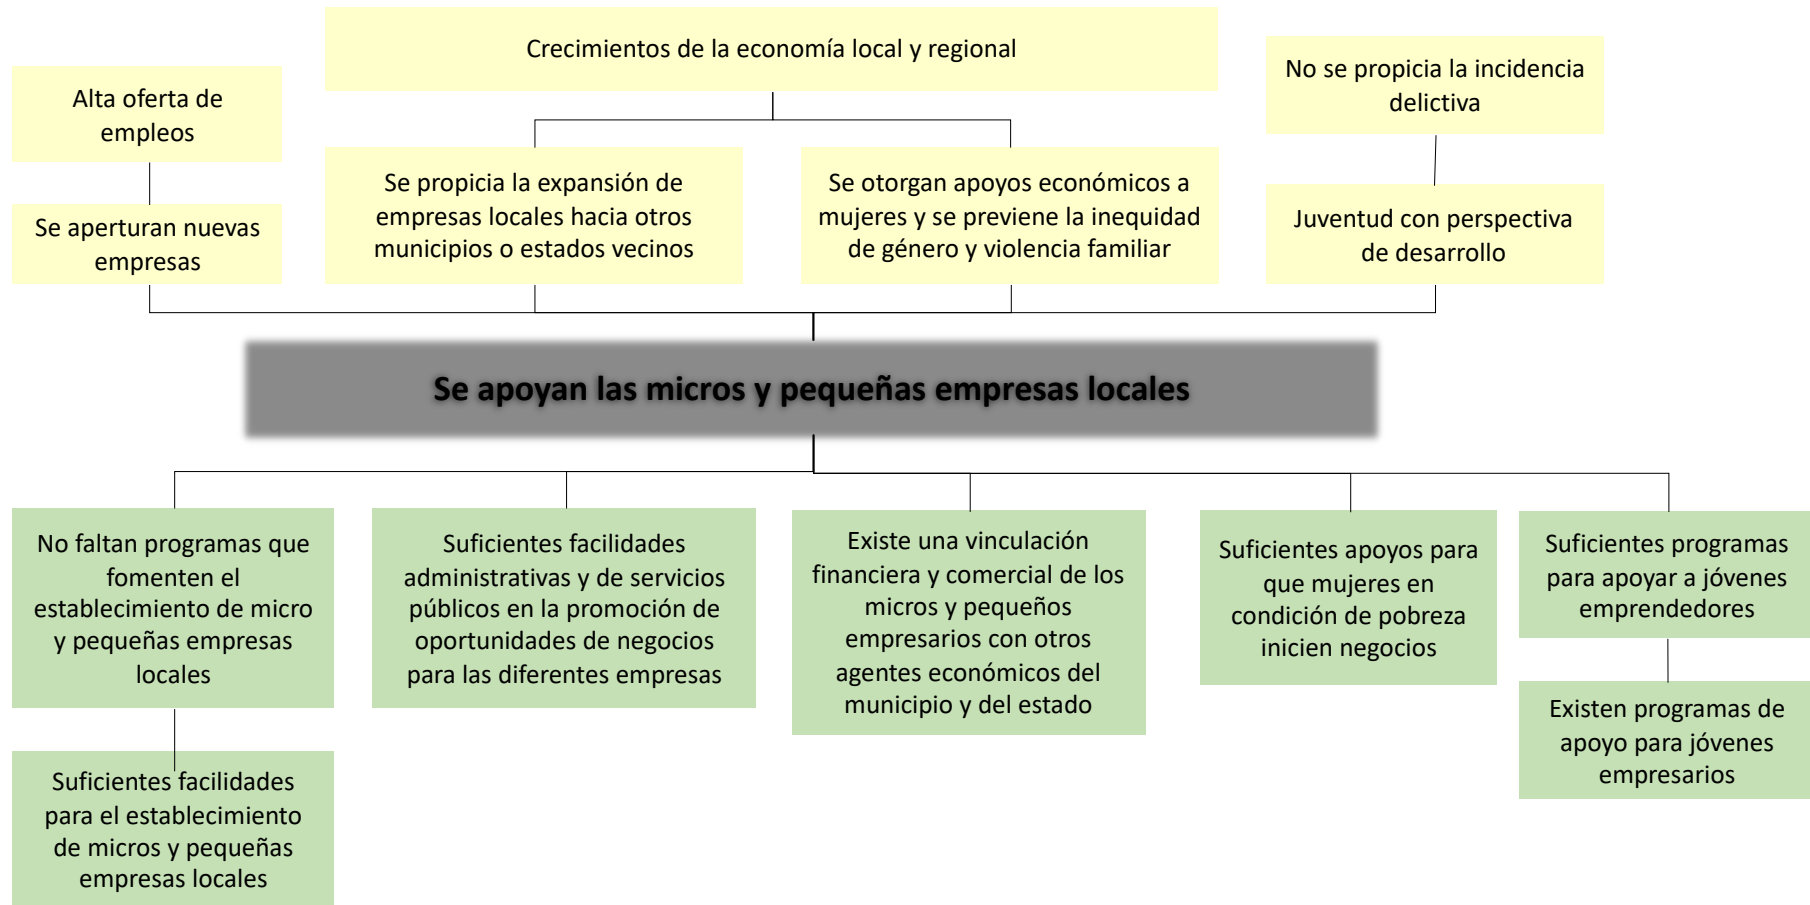 Crecimientos de la economía local y regional
Alta oferta de
empleos
No se propicia la incidencia
delictiva
Se aperturan nuevas
empresas
Se propicia la expansión de
empresas locales hacia otros
municipios o estados vecinos
Se otorgan apoyos económicos a
mujeres y se previene la inequidad
de género y violencia familiar
Juventud con perspectiva
de desarrollo
Se apoyan las micros y pequeñas empresas locales
No faltan programas que
fomenten el
establecimiento de micro
y pequeñas empresas
locales
Suficientes facilidades
administrativas y de servicios
públicos en la promoción de
oportunidades de negocios
para las diferentes empresas
Existe una vinculación
financiera y comercial de los
micros y pequeños
empresarios con otros
agentes económicos del
municipio y del estado
Suficientes apoyos para
que mujeres en
condición de pobreza
inicien negocios
Suficientes programas
para apoyar a jóvenes
emprendedores
Suficientes facilidades
para el establecimiento
de micros y pequeñas
empresas locales
Existen programas de
apoyo para jóvenes
empresarios